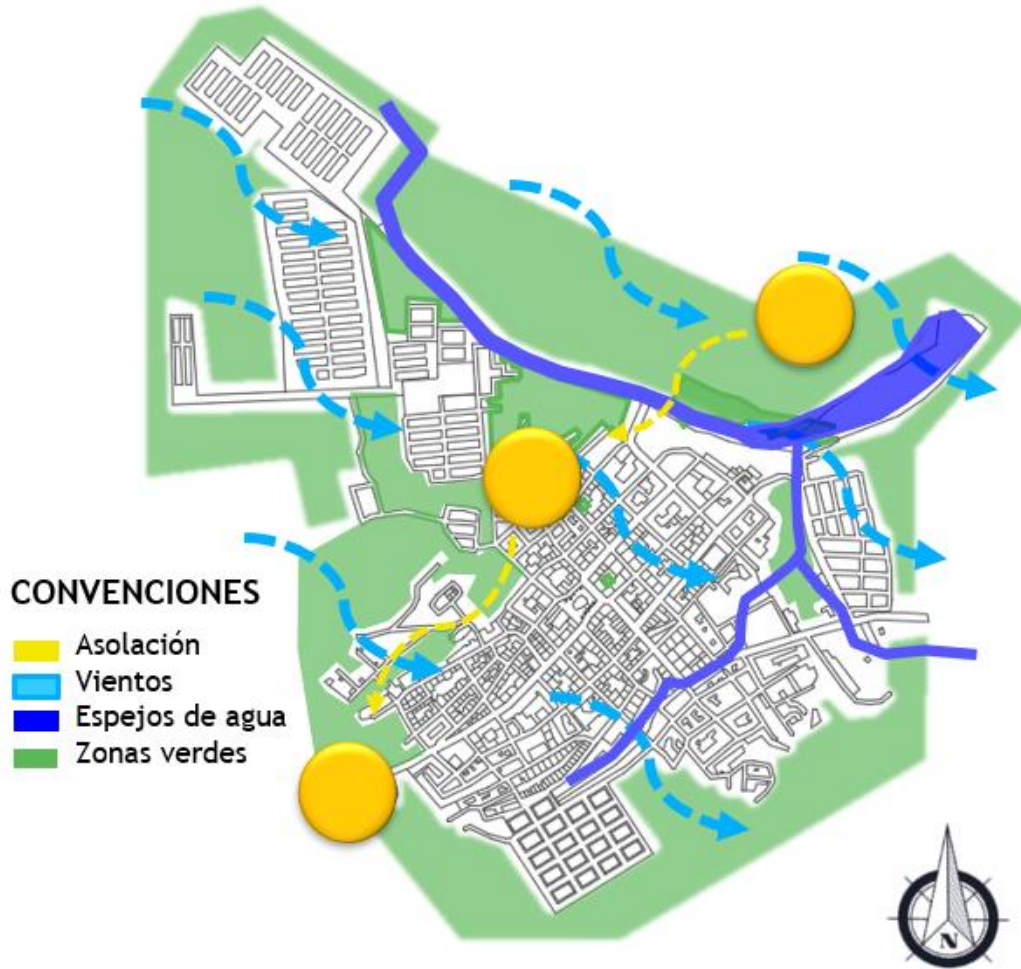 CONVENCIONES
Asolación
Vientos
Espejos de agua
Zonas verdes
N